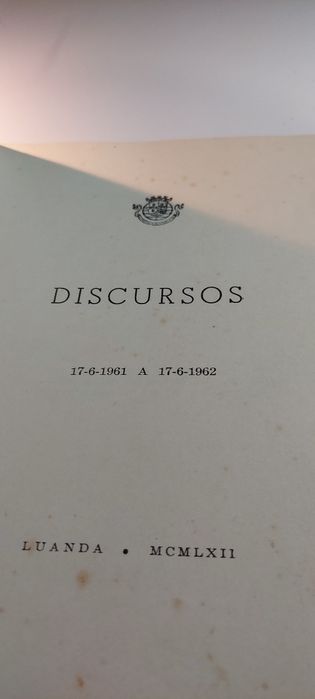 DISCURSOS
17-6-1961 A 17-6-1962
LUANDA • MCMLXII